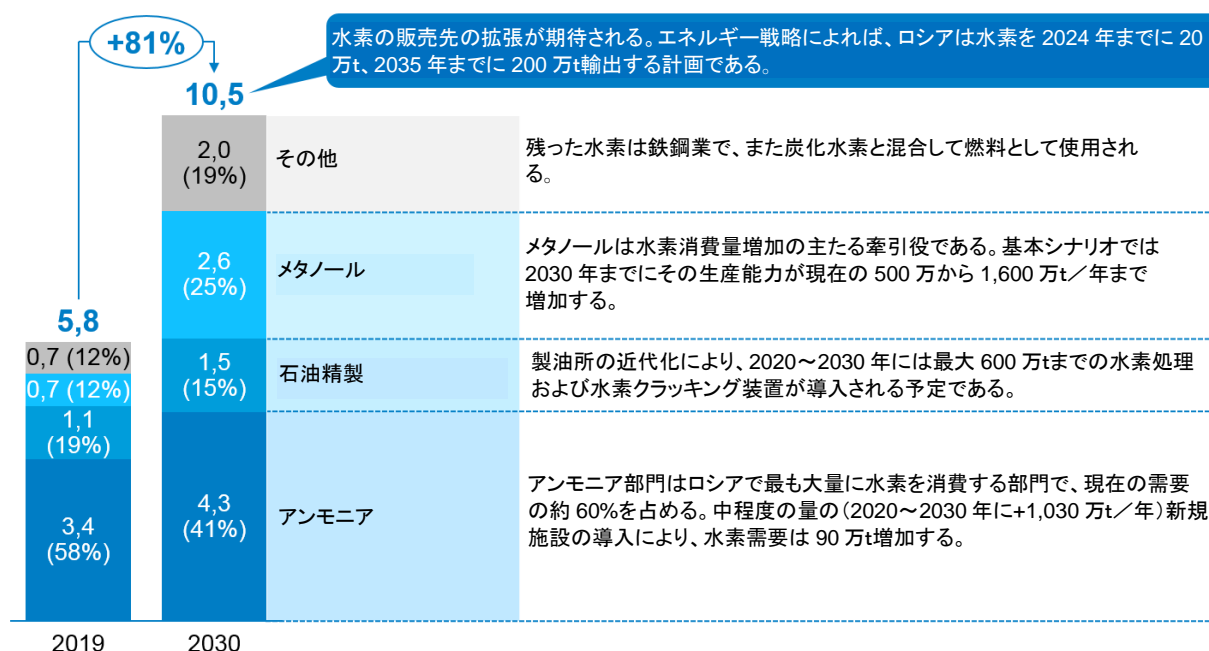 +81%
水素の販売先の拡張が期待される。エネルギー戦略によれば、ロシアは水素を 2024 年までに 20
万t、2035 年までに 200 万t輸出する計画である。
10,5
2,0
(19%)
その他
残った水素は鉄鋼業で、また炭化水素と混合して燃料として使用され
る。
2,6
(25%)
メタノール
メタノールは水素消費量増加の主たる牽引役である。基本シナリオでは
2030 年までにその生産能力が現在の 500 万から 1,600 万t／年まで
増加する。
5,8
0,7 (12%)
0,7 (12%)
1,1
(19%)
3,4
(58%)
1,5
(15%)
石油精製
製油所の近代化により、2020～2030 年には最大 600 万tまでの水素処理
および水素クラッキング装置が導入される予定である。
4,3
(41%)
アンモニア
アンモニア部門はロシアで最も大量に水素を消費する部門で、現在の需要
の約 60%を占める。中程度の量の（2020～2030 年に+1,030 万t／年）新規
施設の導入により、水素需要は 90 万t増加する。
2019
2030